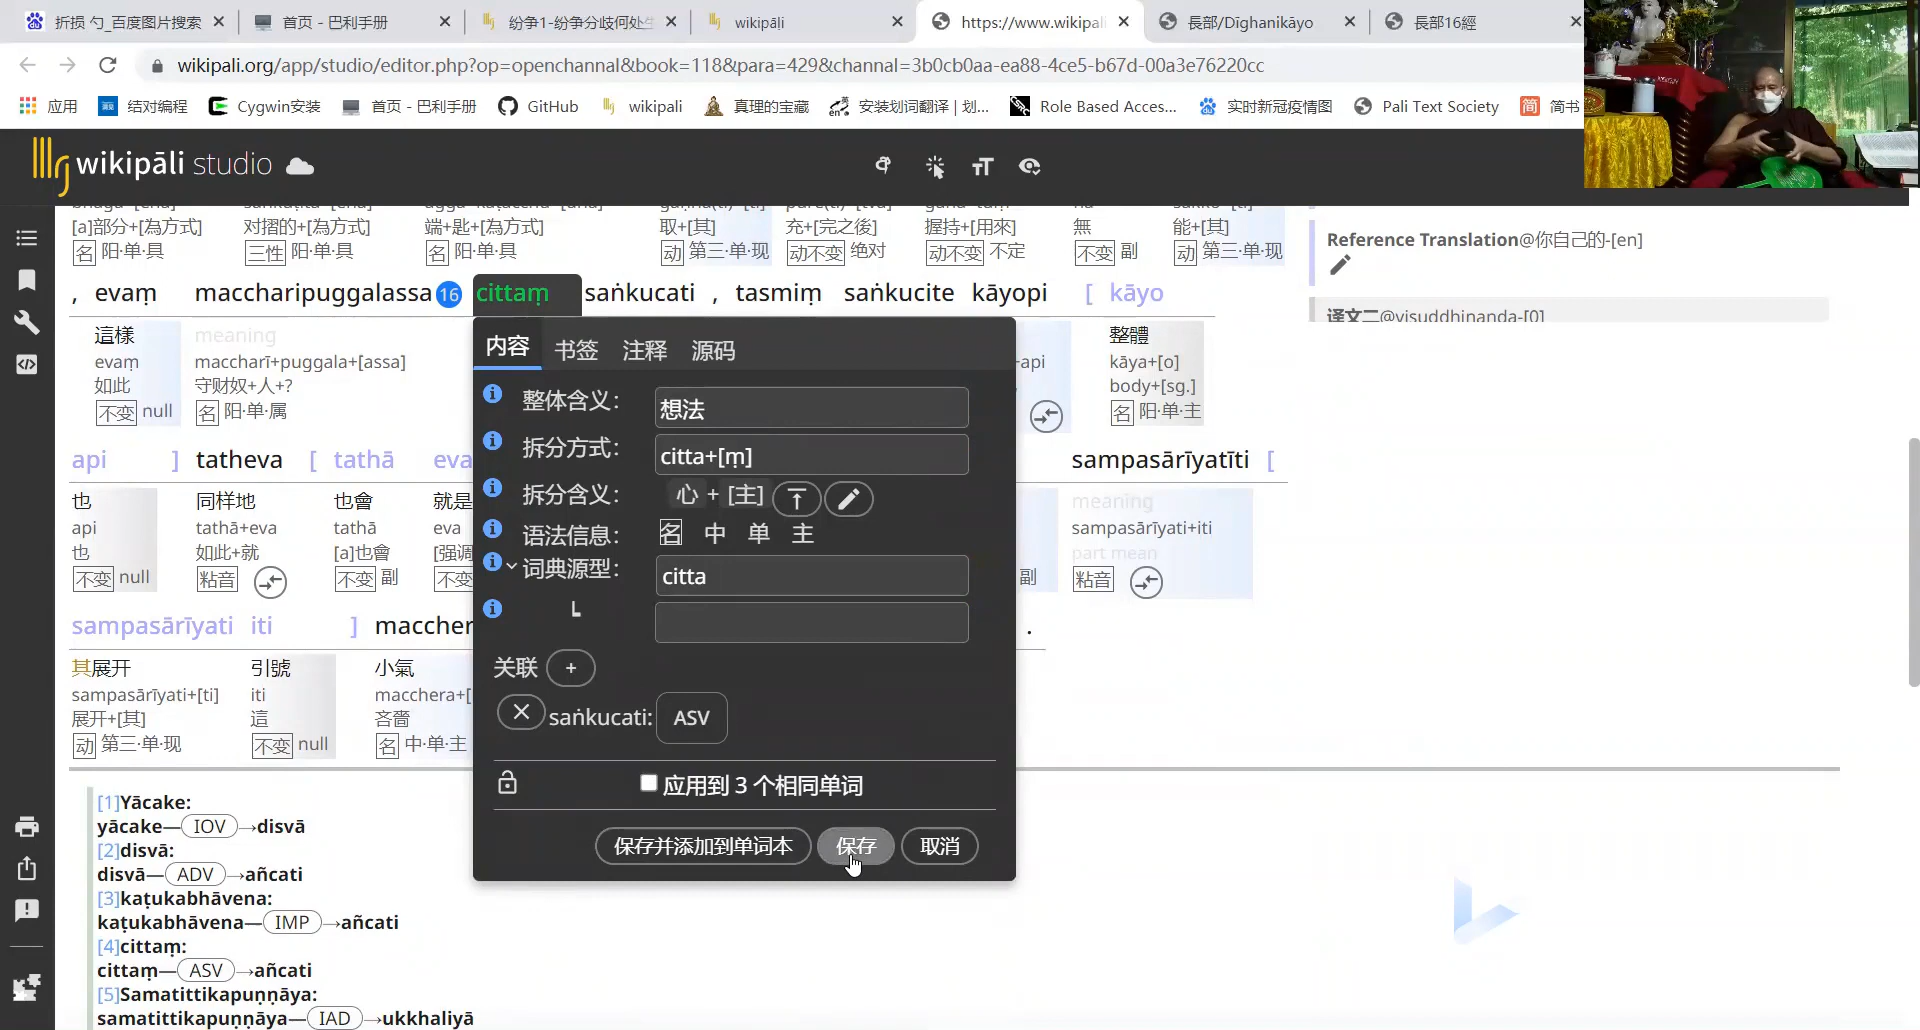 折损 勺_百度图片搜索
首页 - 巴利手册
纷争1-纷争分歧何处生
wikipāḷi
https://www.wikipali
長部/Dīghanikāyo
長部16經
wikipali.org/app/studio/editor.php?op=openchannal&book=118&para=429&channal=3b0cb0aa-ea88-4ce5-b67d-00a3e76220cc
应用 结对编程 Cygwin安装 首页 - 巴利手册 GitHub wikipali 真理的宝藏 安装划词翻译 | 划... Role Based Acces... 实时新冠疫情图 Pali Text Society 简书
wikipāli studio
[a]部分+[為方式] 对摺的+[為方式] 端+匙+[為方式] 取+[其] 充+[完之後] 握持+[用來] 無 能+[其]
名 阳·单·具 三性 阳·单·具 名 阳·单·具 动 第三·单·现 动不变 绝对 动不变 不定 不变 副 动 第三·单·现
, evaṃ maccharipuggalassa 16 cittaṃ saṅkucati , tasmiṃ saṅkucite kāyopi [ kāyo
這樣 meaning 整體
evaṃ maccharī+puggala+[assa] -api kāya+[o]
如此 守财奴+人+? body+[sg.]
不变 null 名 阳·单·属 名 阳·单·主
api ] tatheva [ tathā eva sampasārīyatīti [
也 同样地 也會 就是 meaning
api tathā+eva tathā eva sampasārīyati+iti
也 如此+就 [a]也會 [强调 part mean
不变 null 粘音 不变 副 不变 副 粘音
sampasārīyati iti ] maccher .
其展开 引號 小氣
sampasārīyati+[ti] iti macchera+[
展开+[其] 這 吝嗇
动 第三·单·现 不变 null 名 中·单·主
内容 书签 注释 源码
整体含义： 想法
拆分方式： citta+[ṃ]
拆分含义： 心 + [主]
语法信息： 名 中 单 主
词典源型： citta
关联 +
saṅkucati: ASV
应用到 3 个相同单词
保存并添加到单词本 保存 取消
Reference Translation@你自己的-[en]
译文二@visuddhinanda-[0]
[1]Yācake:
yācake—IOV→disvā
[2]disvā:
disvā—ADV→añcati
[3]kaṭukabhāvena:
kaṭukabhāvena—IMP→añcati
[4]cittaṃ:
cittaṃ—ASV→añcati
[5]Samatittikapuṇṇāya:
samatittikapuṇṇāya—IAD→ukkhaliyā